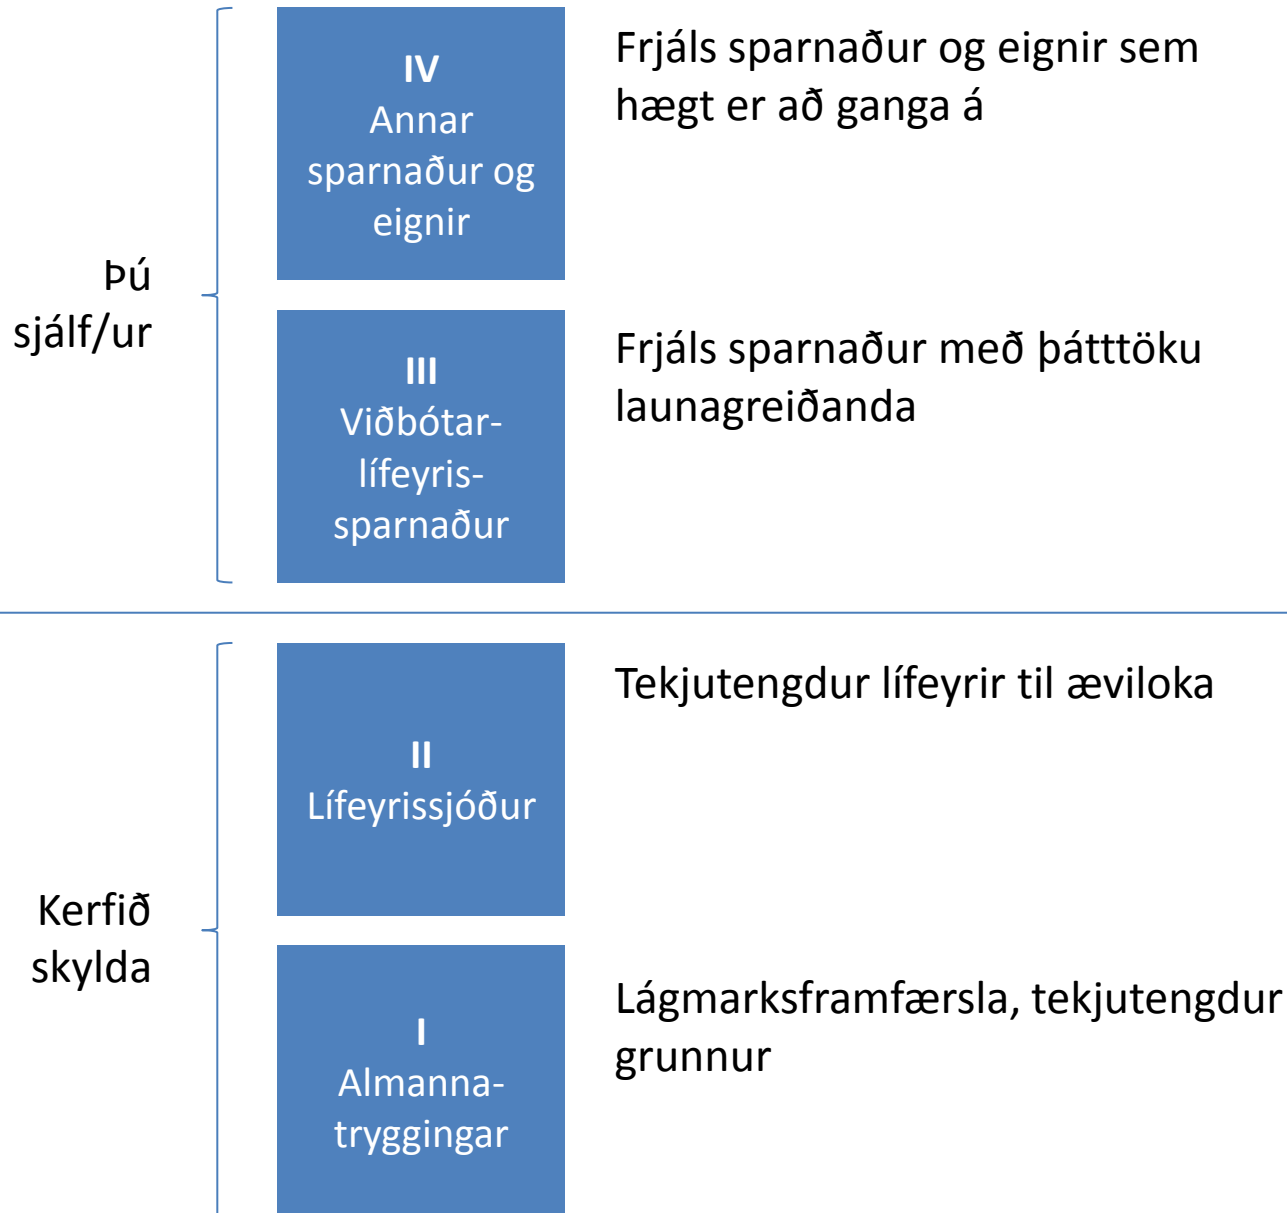 Þú
sjálf/ur
IV
Annar
sparnaður og
eignir
Frjáls sparnaður og eignir sem
hægt er að ganga á
III
Viðbótar-
lífeyris-
sparnaður
Frjáls sparnaður með þátttöku
launagreiðanda
Kerfið
skylda
II
Lífeyrissjóður
Tekjutengdur lífeyrir til æviloka
I
Almanna-
tryggingar
Lágmarksframfærsla, tekjutengdur
grunnur